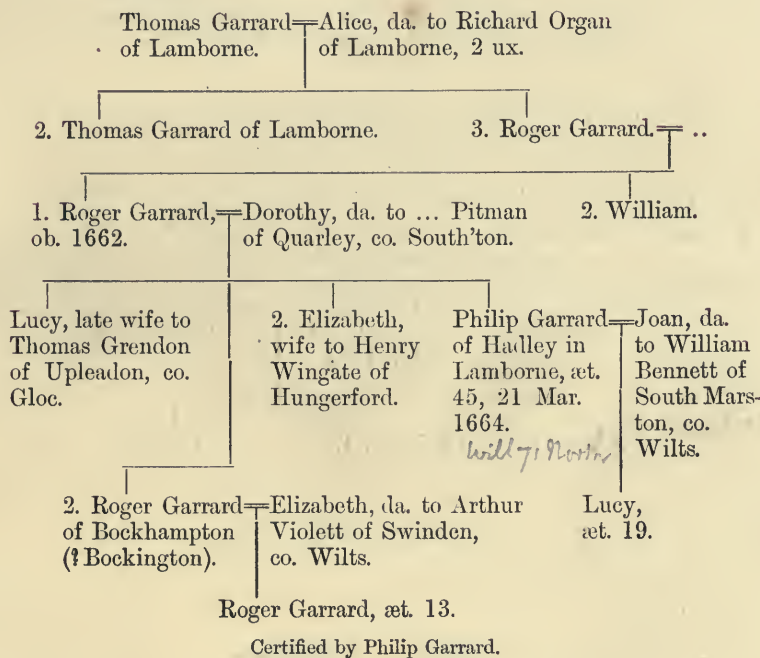 Thomas Garrard=Alice, da. to Richard Organ
of Lamborne. of Lamborne, 2 ux.
2. Thomas Garrard of Lamborne. 3. Roger Garrard.= ..
1. Roger Garrard,=Dorothy, da. to ... Pitman 2. William.
ob. 1662. of Quarley, co. South'ton.
Lucy, late wife to 2. Elizabeth, Philip Garrard=Joan, da.
Thomas Grendon wife to Henry of Hadley in to William
of Upleadon, co. Wingate of Lamborne, æt. Bennett of
Gloc. Hungerford. 45, 21 Mar. South Mars-
1664. ton, co.
Will Wilts.
2. Roger Garrard=Elizabeth, da. to Arthur Lucy,
of Bockhampton Violett of Swinden, æt. 19.
(? Bockington). co. Wilts.
Roger Garrard, æt. 13.
Certified by Philip Garrard.